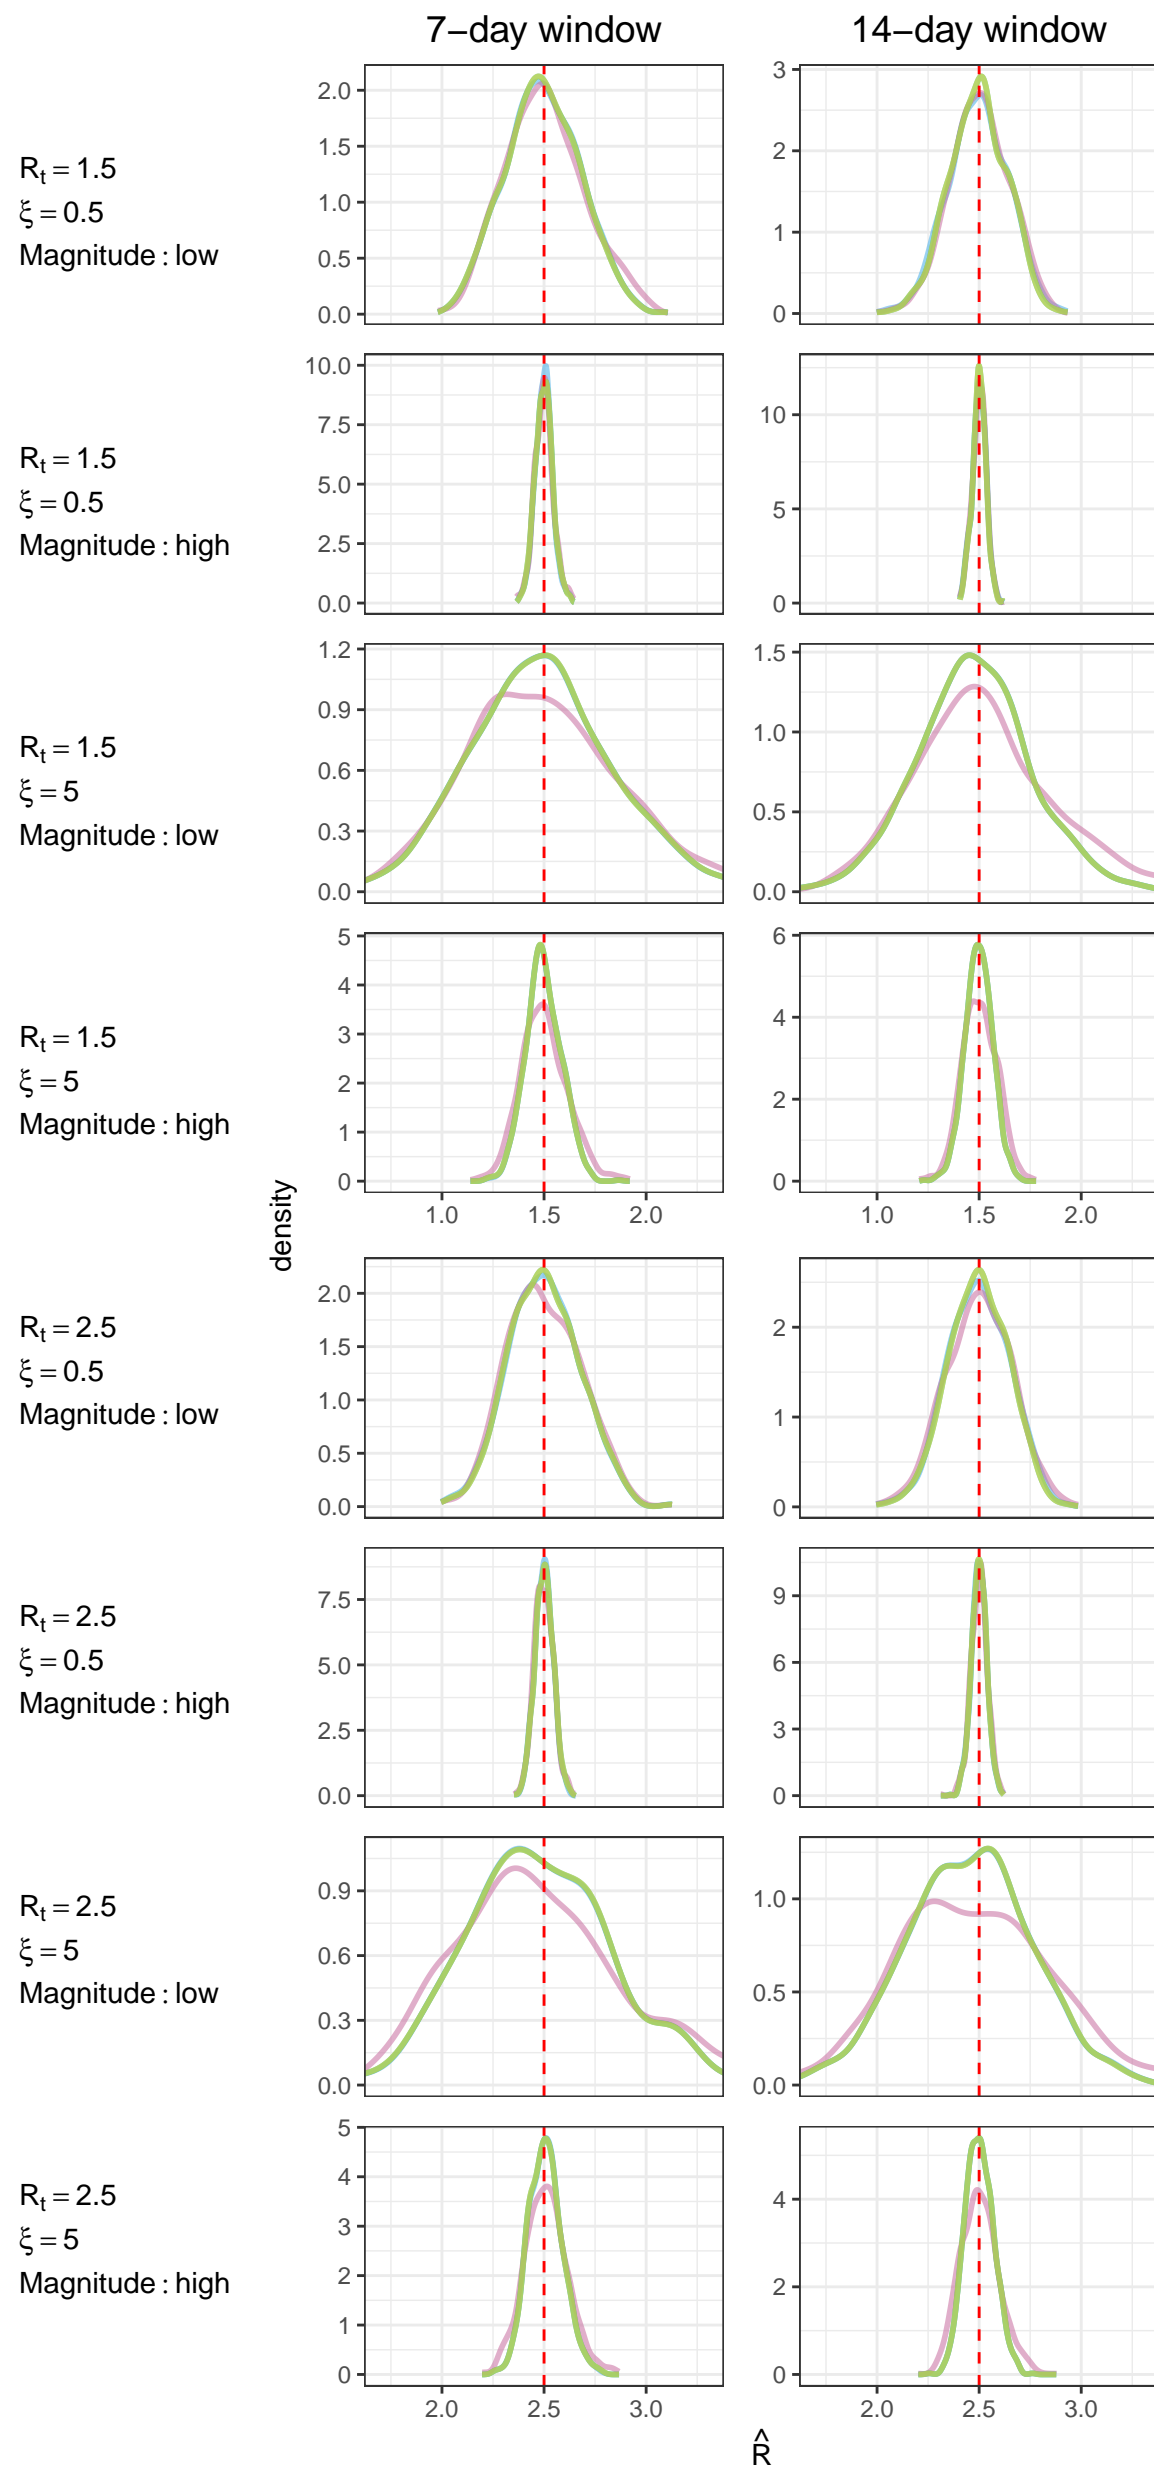 7−day window
14−day window
Rt = 1.5
ξ = 0.5
Magnitude : low
2.0
1.5
1.0
0.5
0.0
3
2
1
0
Rt = 1.5
ξ = 0.5
Magnitude : high
10.0
7.5
5.0
2.5
0.0
10
5
0
Rt = 1.5
ξ = 5
Magnitude : low
1.2
0.9
0.6
0.3
0.0
1.5
1.0
0.5
0.0
Rt = 1.5
ξ = 5
Magnitude : high
5
4
3
2
1
0
6
4
2
0
1.0 1.5 2.0
1.0 1.5 2.0
density
Rt = 2.5
ξ = 0.5
Magnitude : low
2.0
1.5
1.0
0.5
0.0
2
1
0
Rt = 2.5
ξ = 0.5
Magnitude : high
7.5
5.0
2.5
0.0
9
6
3
0
Rt = 2.5
ξ = 5
Magnitude : low
0.9
0.6
0.3
0.0
1.0
0.5
0.0
Rt = 2.5
ξ = 5
Magnitude : high
5
4
3
2
1
0
4
2
0
2.0 2.5 3.0
2.0 2.5 3.0
R̂